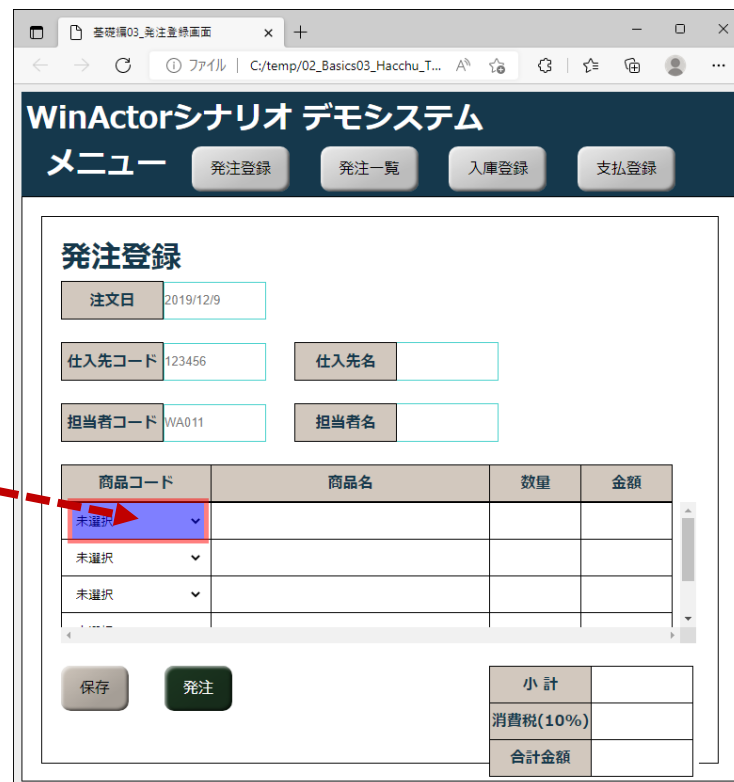 基礎編03_発注登録画面
ファイル C:/temp/02_Basics03_Hacchu_T...
WinActorシナリオ デモシステム
メニュー 発注登録 発注一覧 入庫登録 支払登録
発注登録
注文日 2019/12/9
仕入先コード 123456 仕入先名
担当者コード WA011 担当者名
商品コード 商品名 数量 金額
未選択
未選択
未選択
保存 発注
小計
消費税(10%)
合計金額